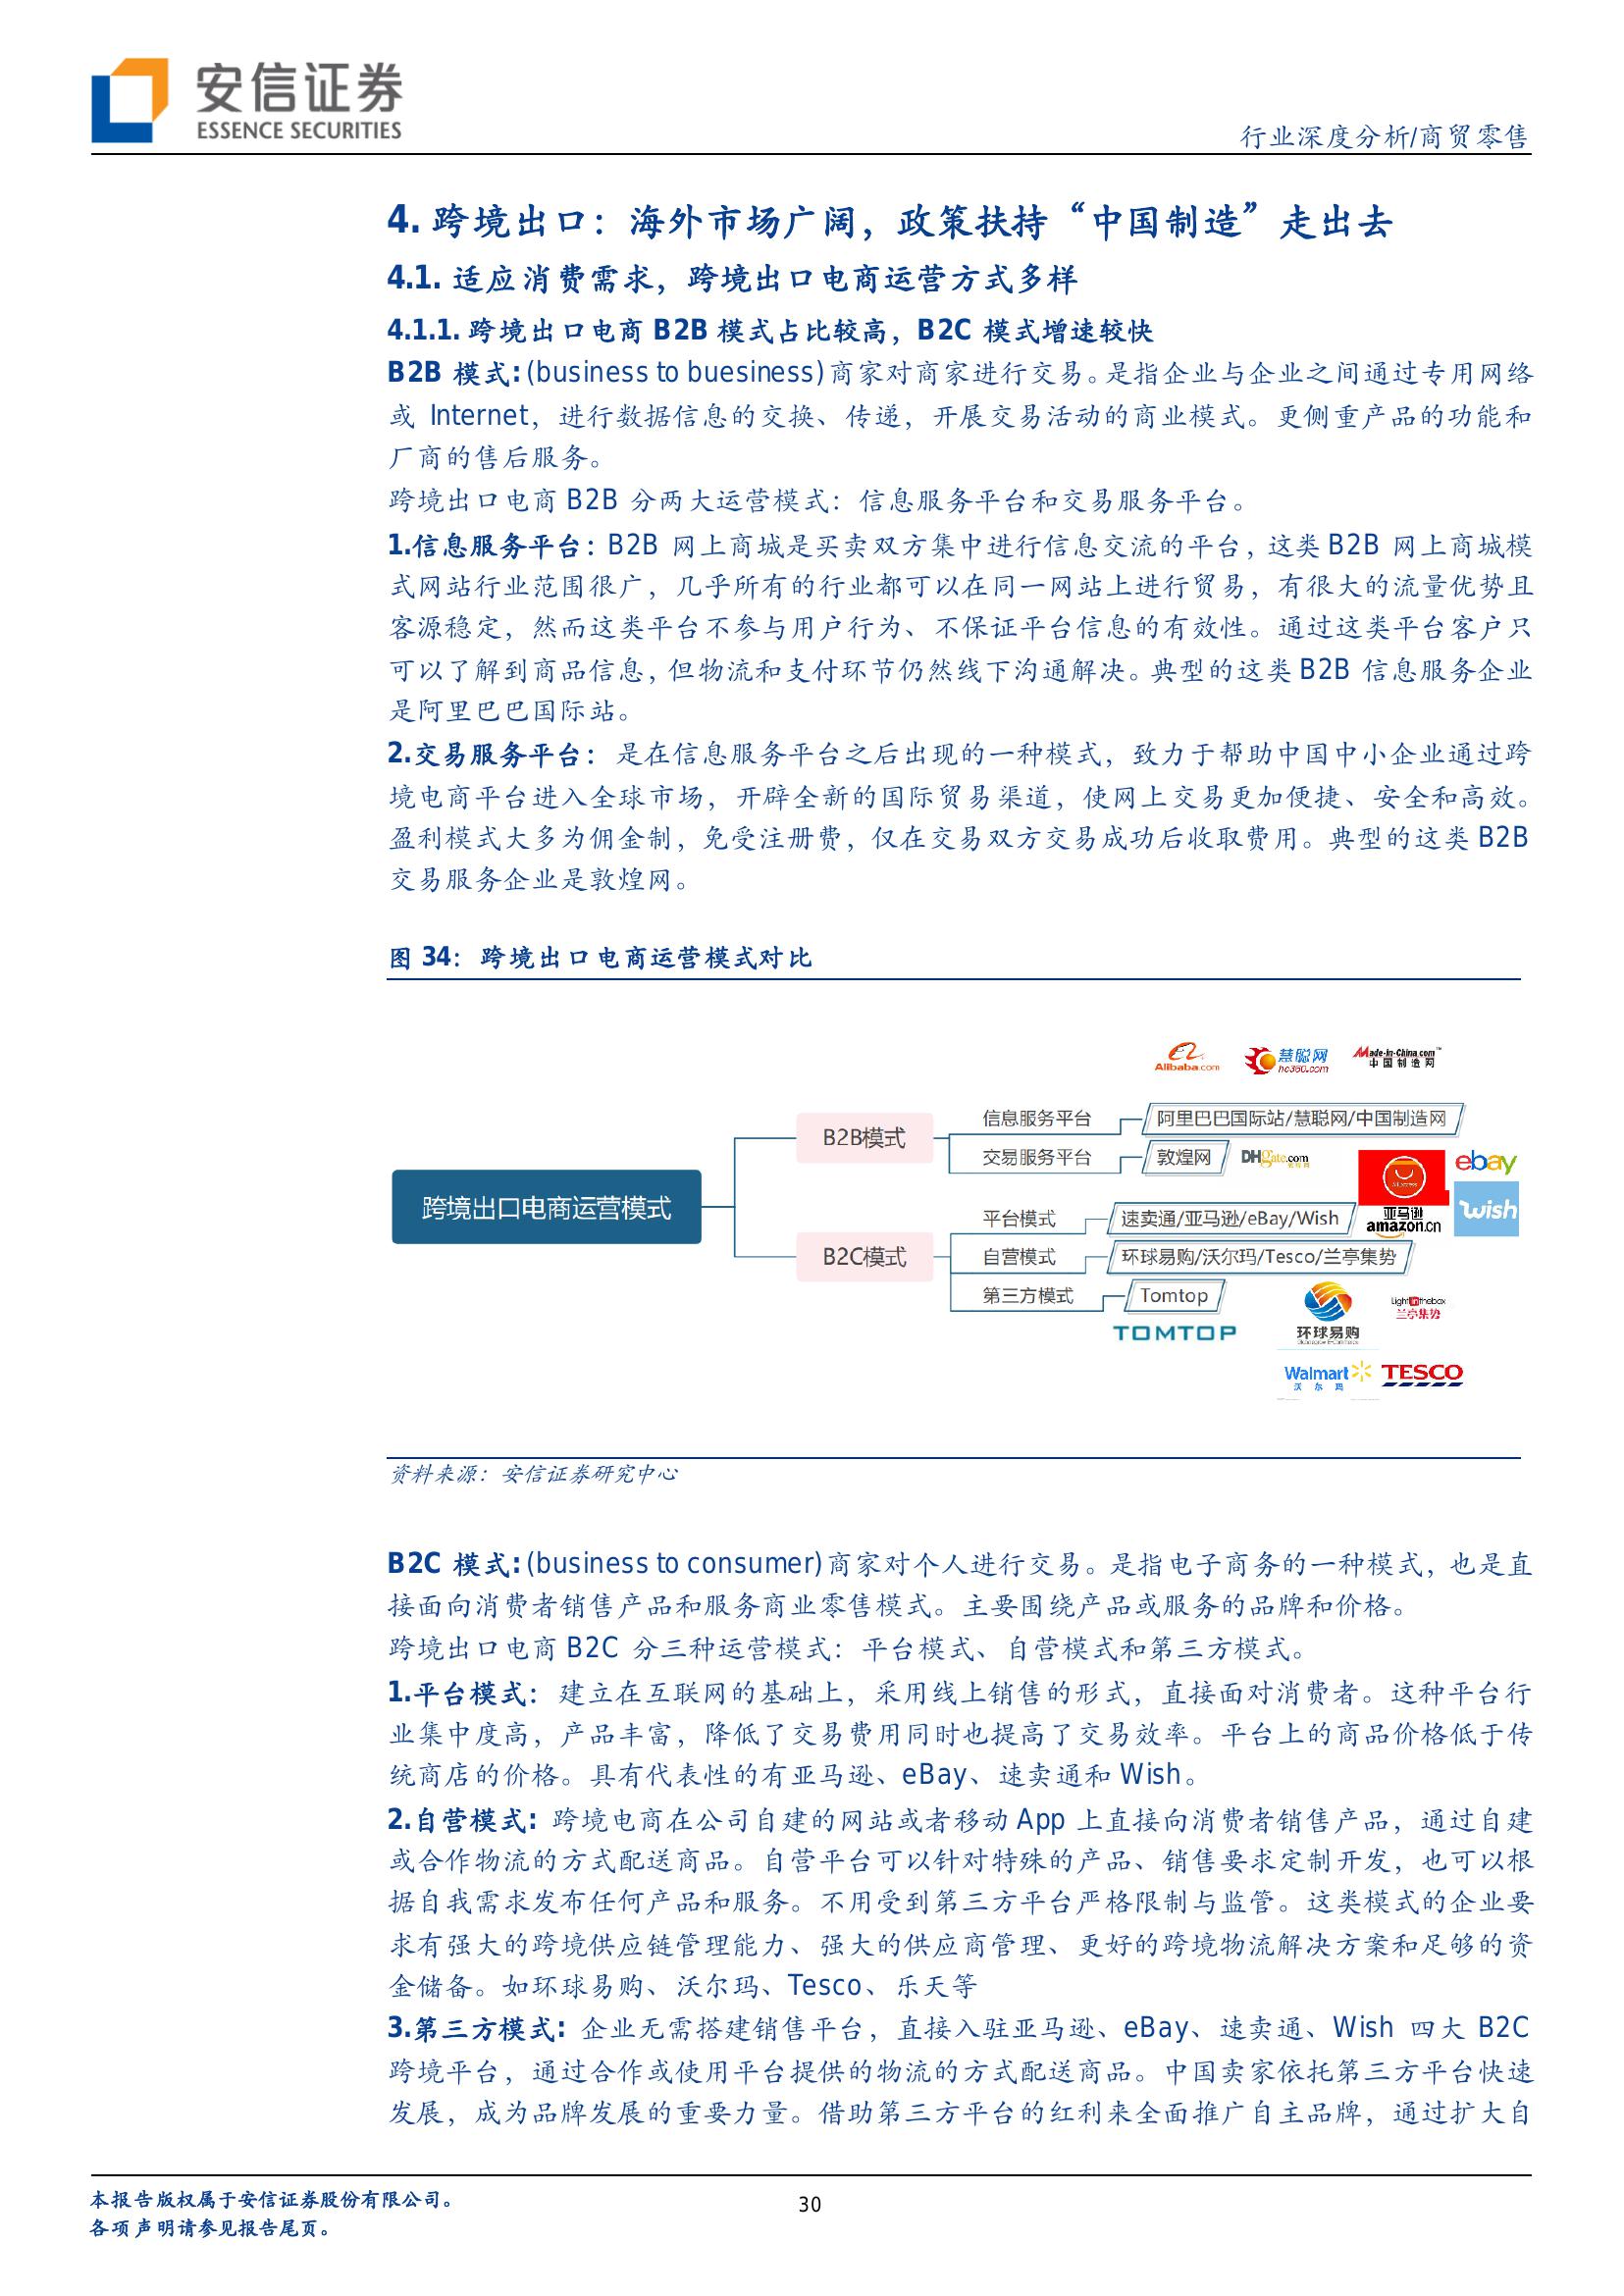 安信证券
ESSENCE SECURITIES
行业深度分析/商贸零售
4. 跨境出口：海外市场广阔，政策扶持“中国制造”走出去
4.1. 适应消费需求，跨境出口电商运营方式多样
4.1.1. 跨境出口电商 B2B 模式占比较高，B2C 模式增速较快
B2B 模式：(business to buesiness)商家对商家进行交易。是指企业与企业之间通过专用网络
或 Internet，进行数据信息的交换、传递，开展交易活动的商业模式。更侧重产品的功能和
厂商的售后服务。
跨境出口电商 B2B 分两大运营模式：信息服务平台和交易服务平台。
1.信息服务平台：B2B 网上商城是买卖双方集中进行信息交流的平台，这类 B2B 网上商城模
式网站行业范围很广，几乎所有的行业都可以在同一网站上进行贸易，有很大的流量优势且
客源稳定，然而这类平台不参与用户行为、不保证平台信息的有效性。通过这类平台客户只
可以了解到商品信息，但物流和支付环节仍然线下沟通解决。典型的这类 B2B 信息服务企业
是阿里巴巴国际站。
2.交易服务平台：是在信息服务平台之后出现的一种模式，致力于帮助中国中小企业通过跨
境电商平台进入全球市场，开辟全新的国际贸易渠道，使网上交易更加便捷、安全和高效。
盈利模式大多为佣金制，免受注册费，仅在交易双方交易成功后收取费用。典型的这类 B2B
交易服务企业是敦煌网。
图 34：跨境出口电商运营模式对比
Alibaba.com
慧聪网
hc360.com
Made-in-China.com
中国制造网
跨境出口电商运营模式
B2B模式
信息服务平台
阿里巴巴国际站/慧聪网/中国制造网
交易服务平台
敦煌网
DHgate.com
ebay
亚马逊
amazon.cn
wish
B2C模式
平台模式
速卖通/亚马逊/eBay/Wish
自营模式
环球易购/沃尔玛/Tesco/兰亭集势
第三方模式
Tomtop
TOMTOP
环球易购
Lightinthebox
兰亭集势
Walmart
沃尔玛
TESCO
资料来源：安信证券研究中心
B2C 模式：(business to consumer)商家对个人进行交易。是指电子商务的一种模式，也是直
接面向消费者销售产品和服务商业零售模式。主要围绕产品或服务的品牌和价格。
跨境出口电商 B2C 分三种运营模式：平台模式、自营模式和第三方模式。
1.平台模式：建立在互联网的基础上，采用线上销售的形式，直接面对消费者。这种平台行
业集中度高，产品丰富，降低了交易费用同时也提高了交易效率。平台上的商品价格低于传
统商店的价格。具有代表性的有亚马逊、eBay、速卖通和 Wish。
2.自营模式：跨境电商在公司自建的网站或者移动 App 上直接向消费者销售产品，通过自建
或合作物流的方式配送商品。自营平台可以针对特殊的产品、销售要求定制开发，也可以根
据自我需求发布任何产品和服务。不用受到第三方平台严格限制与监管。这类模式的企业要
求有强大的跨境供应链管理能力、强大的供应商管理、更好的跨境物流解决方案和足够的资
金储备。如环球易购、沃尔玛、Tesco、乐天等
3.第三方模式：企业无需搭建销售平台，直接入驻亚马逊、eBay、速卖通、Wish 四大 B2C
跨境平台，通过合作或使用平台提供的物流的方式配送商品。中国卖家依托第三方平台快速
发展，成为品牌发展的重要力量。借助第三方平台的红利来全面推广自主品牌，通过扩大自
本报告版权属于安信证券股份有限公司。
各项声明请参见报告尾页。
30